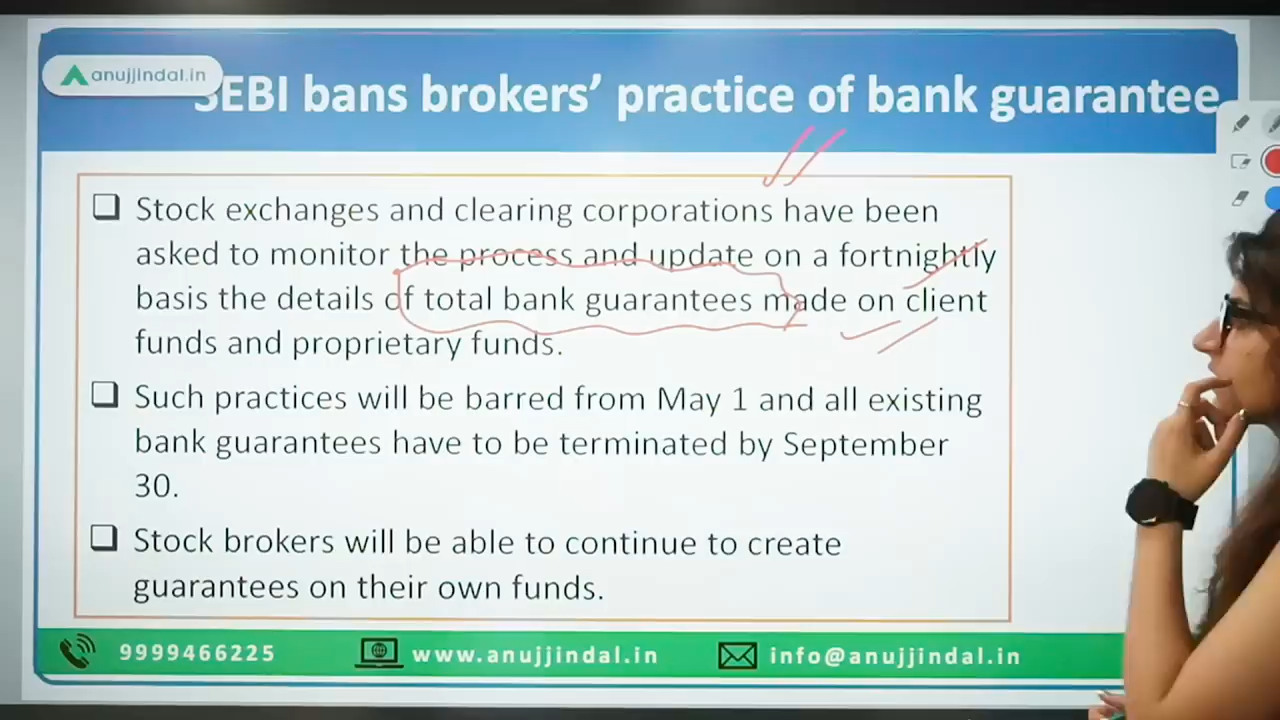 anujjindal.in
SEBI bans brokers’ practice of bank guarantee
❑ Stock exchanges and clearing corporations have been
asked to monitor the process and update on a fortnightly
basis the details of total bank guarantees made on client
funds and proprietary funds.
❑ Such practices will be barred from May 1 and all existing
bank guarantees have to be terminated by September
30.
❑ Stock brokers will be able to continue to create
guarantees on their own funds.
9999466225 www.anujjindal.in info@anujjindal.in